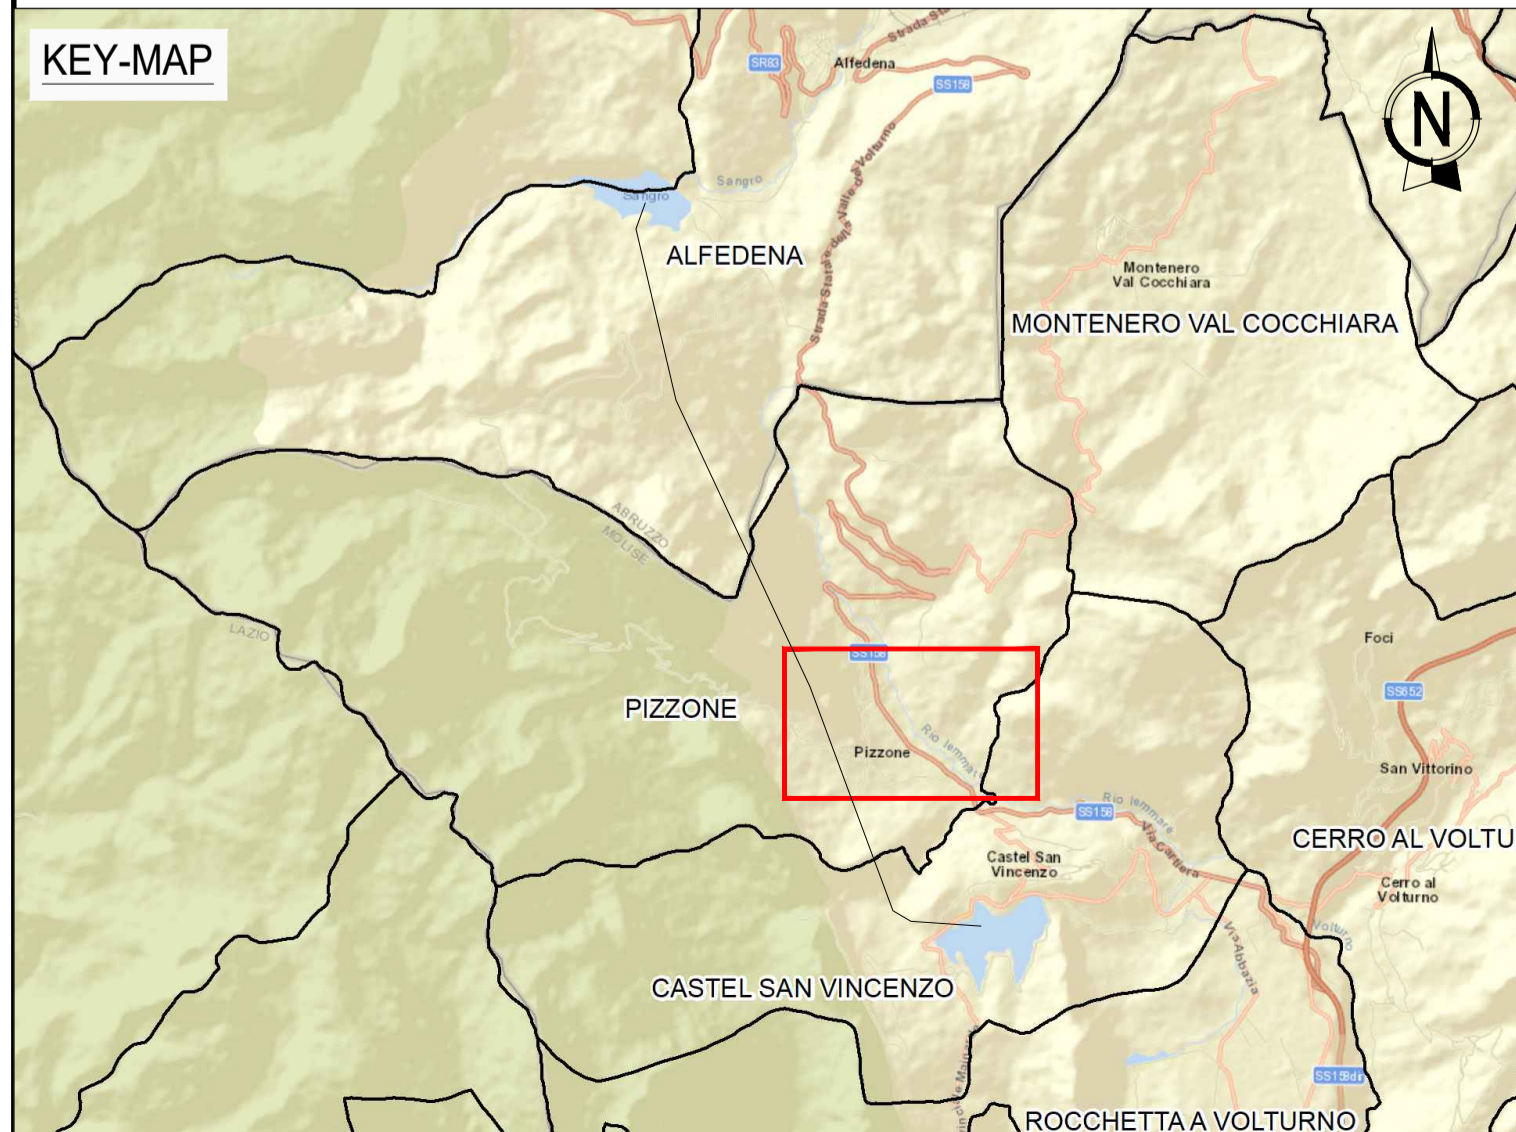 KEY-MAP
N
SR83
Alfedena
SS158
Strada Statale della Valle del Volturno
Sangro
Sangro
ALFEDENA
Montenero
Val Cocchiara
MONTENERO VAL COCCHIARA
ABRUZZO
MOLISE
LAZIO
Foci
SS158
SS652
PIZZONE
Pizzone
Rio Iemmare
San Vittorino
Rio Iemmare
SS158
Via Cartiera
CERRO AL VOLTU
Castel San
Vincenzo
Cerro al
Volturno
Volturno
Via Abbazia
CASTEL SAN VINCENZO
SS158dir
ROCCHETTA A VOLTURNO